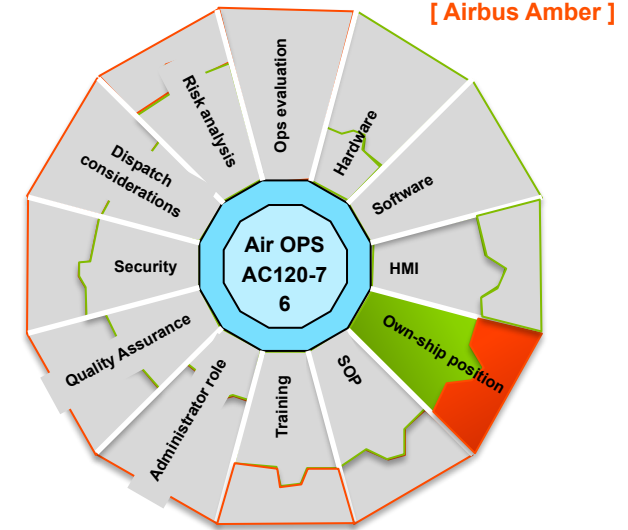 [ Airbus Amber ]
Ops evaluation
Hardware
Software
HMI
Own-ship position
SOP
Training
Administrator role
Quality Assurance
Security
Dispatch
considerations
Risk analysis
Air OPS
AC120-7
6